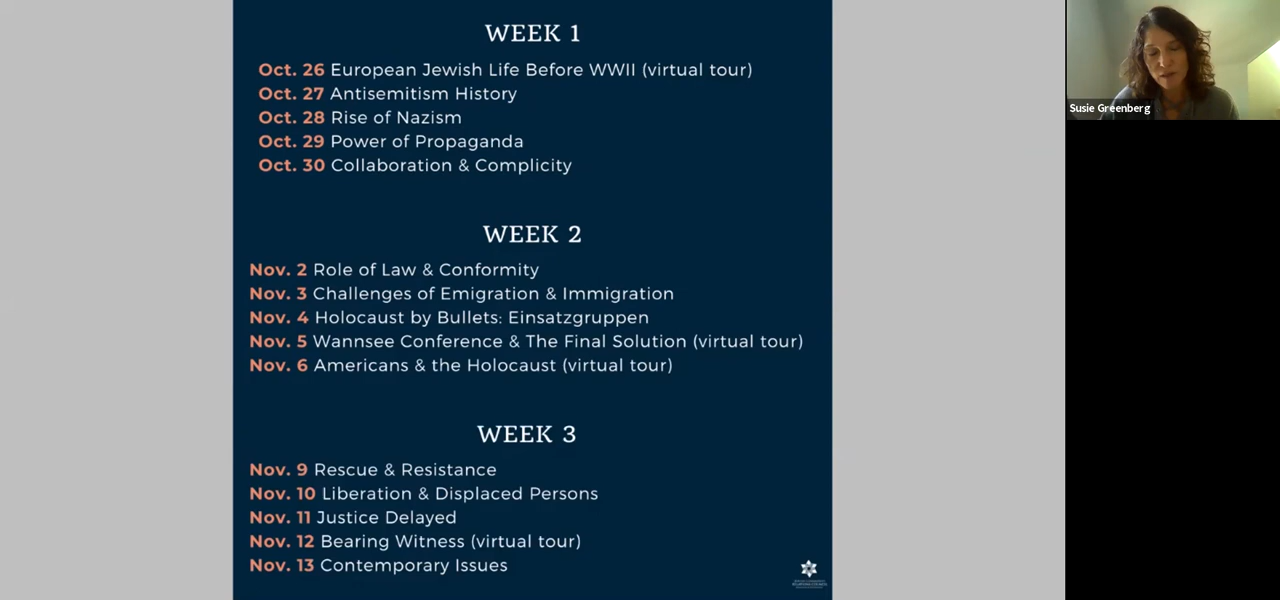 WEEK 1
Oct. 26 European Jewish Life Before WWII (virtual tour)
Oct. 27 Antisemitism History
Oct. 28 Rise of Nazism
Oct. 29 Power of Propaganda
Oct. 30 Collaboration & Complicity
WEEK 2
Nov. 2 Role of Law & Conformity
Nov. 3 Challenges of Emigration & Immigration
Nov. 4 Holocaust by Bullets: Einsatzgruppen
Nov. 5 Wannsee Conference & The Final Solution (virtual tour)
Nov. 6 Americans & the Holocaust (virtual tour)
WEEK 3
Nov. 9 Rescue & Resistance
Nov. 10 Liberation & Displaced Persons
Nov. 11 Justice Delayed
Nov. 12 Bearing Witness (virtual tour)
Nov. 13 Contemporary Issues
Susie Greenberg